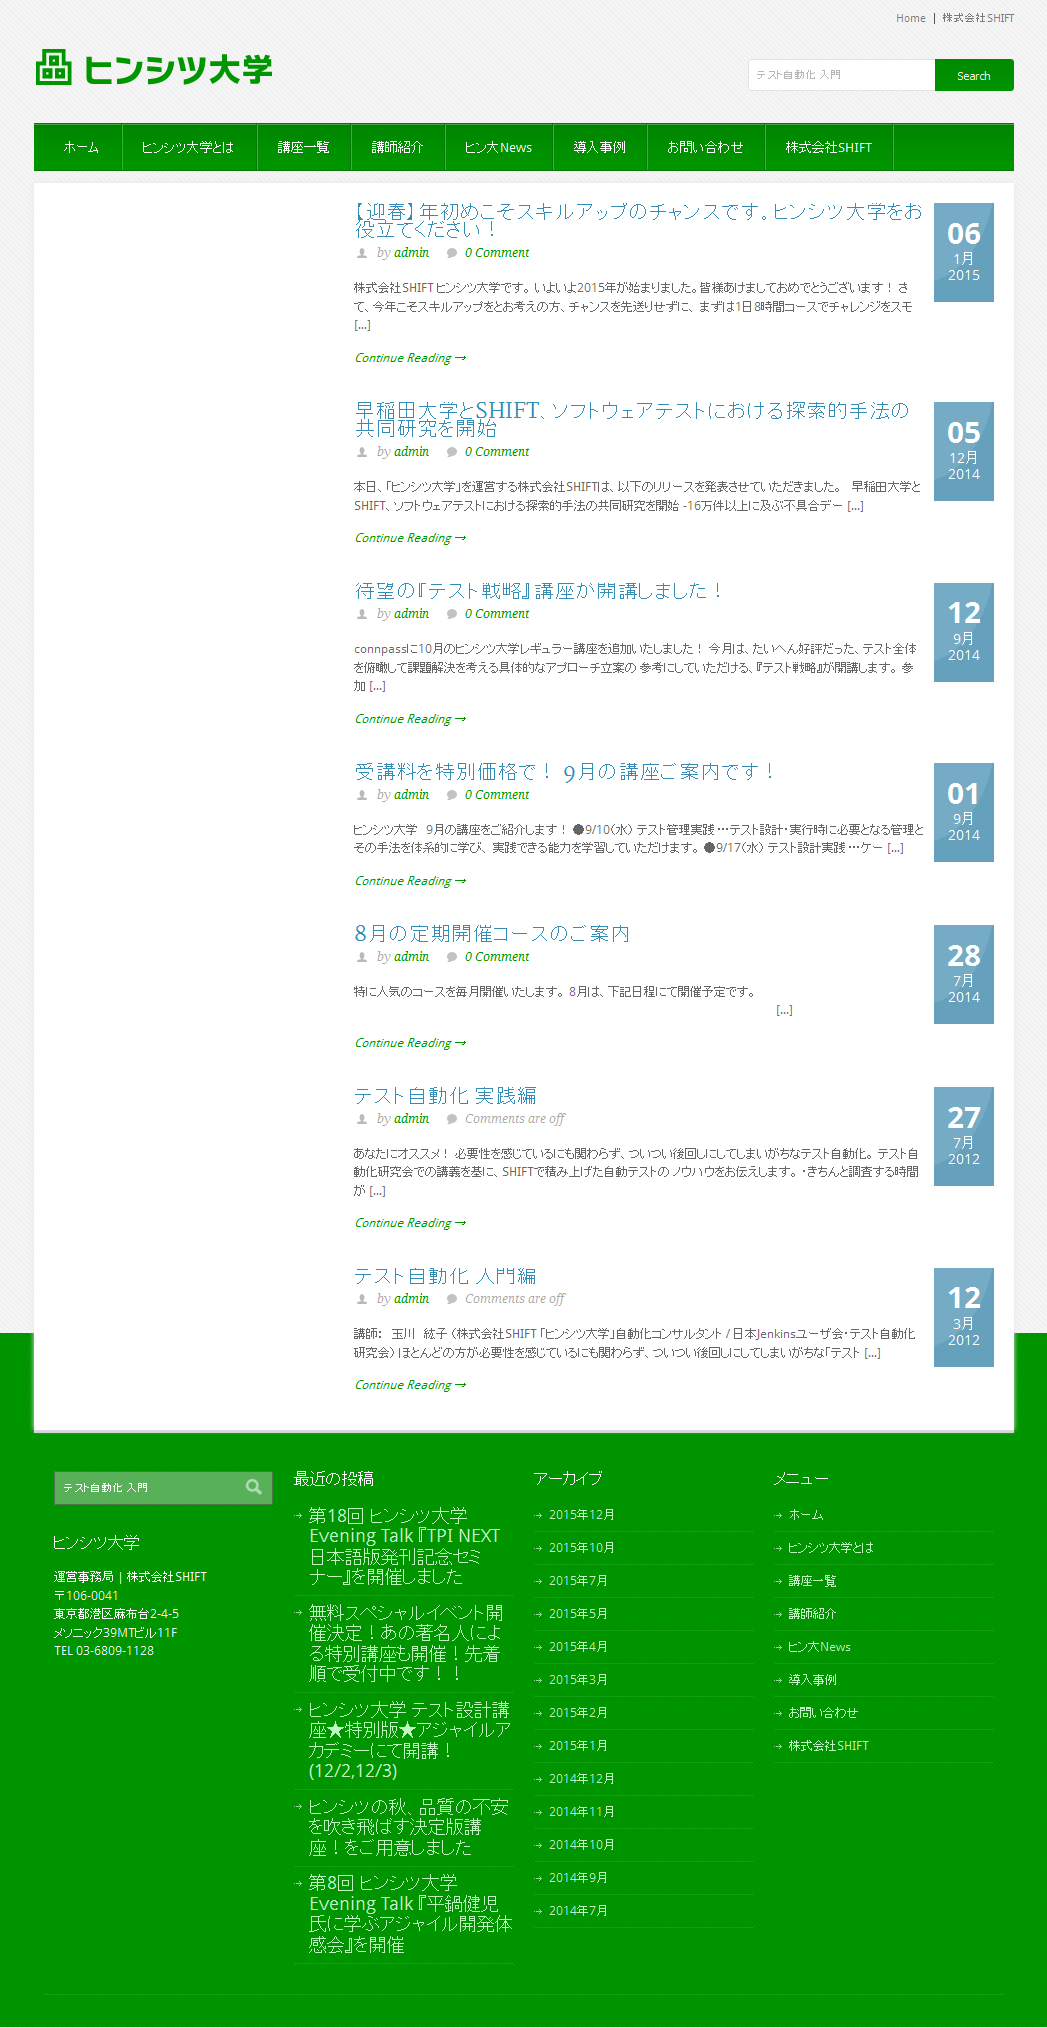 Home | 株式会社SHIFT
ヒンシツ大学
テスト自動化 入門
Search
ホーム
ヒンシツ大学とは
講座一覧
講師紹介
ヒン大News
導入事例
お問い合わせ
株式会社SHIFT
【迎春】年初めこそスキルアップのチャンスです。ヒンシツ大学をお
役立てください！
by admin 0 Comment
06
1月
2015
株式会社SHIFTヒンシツ大学です。いよいよ2015年が始まりました。皆様あけましておめでとうございます！ さ
て、今年こそスキルアップをとお考えの方、チャンスを先送りせずに、まずは1日8時間コースでチャレンジをスモ
[...]
Continue Reading →
早稲田大学とSHIFT、ソフトウェアテストにおける探索的手法の
共同研究を開始
by admin 0 Comment
05
12月
2014
本日、「ヒンシツ大学」を運営する株式会社SHIFTは、以下のリリースを発表させていただきました。 早稲田大学と
SHIFT、ソフトウェアテストにおける探索的手法の共同研究を開始 -16万件以上に及ぶ不具合デー [...]
Continue Reading →
待望の『テスト戦略』講座が開講しました！
by admin 0 Comment
12
9月
2014
connpassに10月のヒンシツ大学レギュラー講座を追加いたしました！ 今月は、たいへん好評だった、テスト全体
を俯瞰して課題解決を考える具体的なアプローチ立案の 参考にしていただける、『テスト戦略』が開講します。 参
加 [...]
Continue Reading →
受講料を特別価格で！ 9月の講座ご案内です！
by admin 0 Comment
01
9月
2014
ヒンシツ大学 9月の講座をご紹介します！ ●9/10（水） テスト管理実践 …テスト設計・実行時に必要となる管理と
その手法を体系的に学び、 実践できる能力を学習していただけます。 ●9/17（水） テスト設計実践 …ケー [...]
Continue Reading →
8月の定期開催コースのご案内
by admin 0 Comment
28
7月
2014
特に人気のコースを毎月開催いたします。 8月は、下記日程にて開催予定です。
[...]
Continue Reading →
テスト自動化 実践編
by admin Comments are off
27
7月
2012
あなたにオススメ！ 必要性を感じているにも関わらず、ついつい後回しにしてしまいがちなテスト自動化。 テスト自
動化研究会での講義を基に、SHIFTで積み上げた自動テストの ノウハウをお伝えします。 ・きちんと調査する時間
が [...]
Continue Reading →
テスト自動化 入門編
by admin Comments are off
12
3月
2012
講師： 玉川 紘子 （株式会社SHIFT 「ヒンシツ大学」自動化コンサルタント / 日本Jenkinsユーザ会・テスト自動化
研究会） ほとんどの方が必要性を感じているにも関わらず、ついつい後回しにしてしまいがちな「テスト [...]
Continue Reading →
テスト自動化 入門
ヒンシツ大学
運営事務局 | 株式会社SHIFT
〒106-0041
東京都港区麻布台2-4-5
メソニック39MTビル11F
TEL 03-6809-1128
最近の投稿
第18回 ヒンシツ大学
Evening Talk 『TPI NEXT
日本語版発刊記念セミ
ナー』を開催しました
無料スペシャルイベント開
催決定！あの著名人によ
る特別講座も開催！先着
順で受付中です！！
ヒンシツ大学 テスト設計講
座★特別版★アジャイルア
カデミーにて開講！
(12/2,12/3)
ヒンシツの秋、品質の不安
を吹き飛ばす決定版講
座！をご用意しました
第8回 ヒンシツ大学
Evening Talk 『平鍋健児
氏に学ぶアジャイル開発体
感会』を開催
アーカイブ
2015年12月
2015年10月
2015年7月
2015年5月
2015年4月
2015年3月
2015年2月
2015年1月
2014年12月
2014年11月
2014年10月
2014年9月
2014年7月
メニュー
ホーム
ヒンシツ大学とは
講座一覧
講師紹介
ヒン大News
導入事例
お問い合わせ
株式会社SHIFT